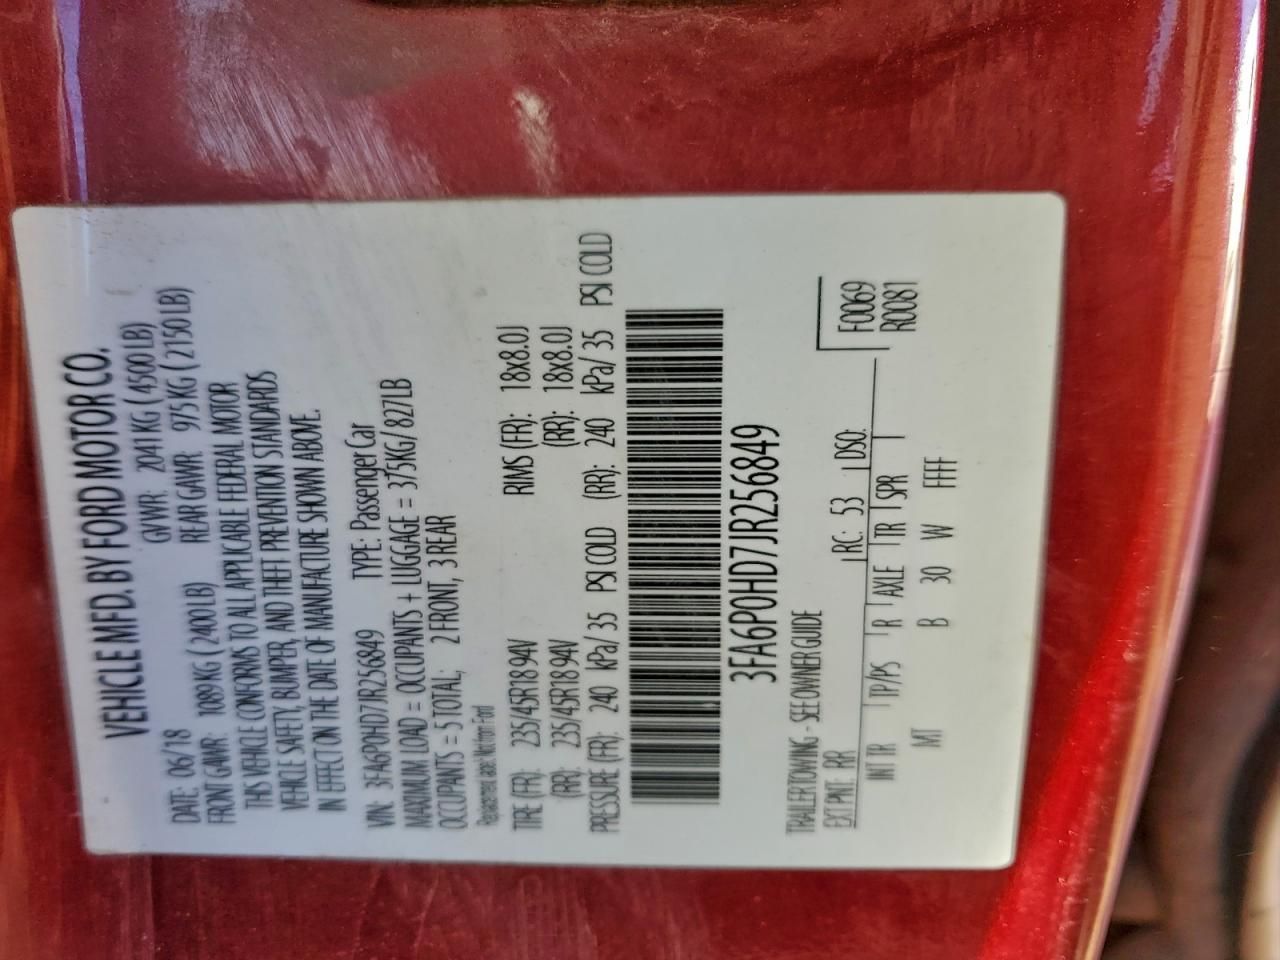 VEHICLE MFD. BY FORD MOTOR CO.
DATE: 06/18 GVWR: 2041 KG ( 4500 LB)
FRONT GAWR: 1089 KG ( 2400 LB) REAR GAWR: 975 KG ( 2150 LB)
THIS VEHICLE CONFORMS TO ALL APPLICABLE FEDERAL MOTOR
VEHICLE SAFETY, BUMPER, AND THEFT PREVENTION STANDARDS
IN EFFECT ON THE DATE OF MANUFACTURE SHOWN ABOVE.
VIN: 3FA6P0HD7JR256849 TYPE: Passenger Car
MAXIMUM LOAD = OCCUPANTS + LUGGAGE = 375KG/ 827LB
OCCUPANTS = 5 TOTAL; 2 FRONT, 3 REAR
Replacement label: Not from Ford
TIRE (FR): 235/45R18 94V RIMS (FR): 18x8.0J
(RR): 235/45R18 94V (RR): 18x8.0J
PRESSURE (FR): 240 kPa/ 35 PSI COLD (RR): 240 kPa/ 35 PSI COLD
3FA6P0HD7JR256849
TRAILER TOWING - SEE OWNER GUIDE
EXT PNT: RR RC: 53 DSO:
F0069
R0081
INT TR TP/PS R AXLE TR SPR
MT B 30 W FFF